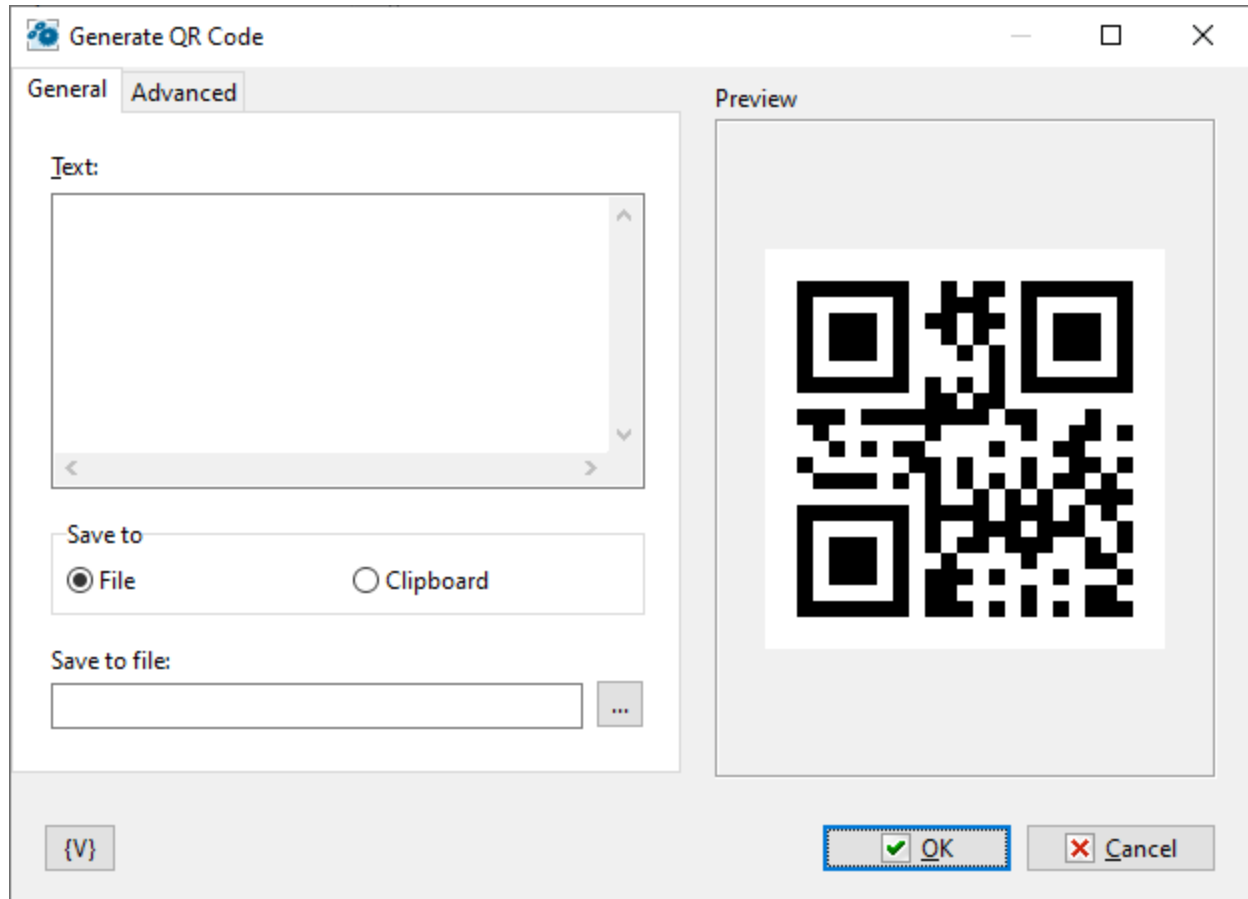 Generate QR Code
General
Advanced
Preview
Text:
Save to
File
Clipboard
Save to file:
...
{V}
OK
Cancel